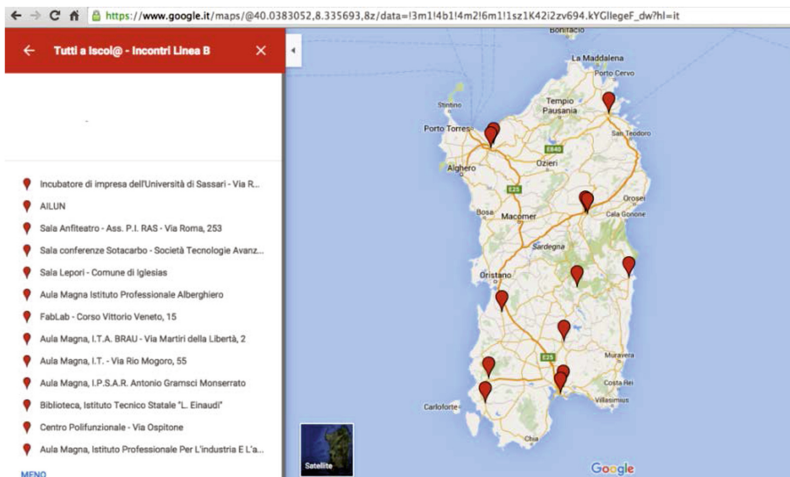 https://www.google.it/maps/@40.0383052,8.335693,8z/data=!3m1!4b1!4m2!6m1!1sz1K42i2zv694.kYGIlegeF_dw?hl=it
Tutti a Iscol@ - Incontri Linea B
Incubatore di impresa dell'Università di Sassari - Via R...
AILUN
Sala Anfiteatro - Ass. P.I. RAS - Via Roma, 253
Sala conferenze Sotacarbo - Società Tecnologie Avanz...
Sala Lepori - Comune di Iglesias
Aula Magna Istituto Professionale Alberghiero
FabLab - Corso Vittorio Veneto, 15
Aula Magna, I.T.A. BRAU - Via Martiri della Libertà, 2
Aula Magna, I.T. - Via Rio Mogoro, 55
Aula Magna, I.P.S.A.R. Antonio Gramsci Monserrato
Biblioteca, Istituto Tecnico Statale "L. Einaudi"
Centro Polifunzionale - Via Ospitone
Aula Magna, Istituto Professionale Per L'industria E L'a...
MENO
Bonifacio
La Maddalena
Porto Cervo
Stintino
Tempio
Pausania
Porto Torres
San Teodoro
E840
Alghero
Ozieri
E25
Orosei
Bosa
Macomer
Cala Gonone
Sardegna
Oristano
E25
Muravera
Costa Rei
Carloforte
Villasimius
Chia
Satellite
Google